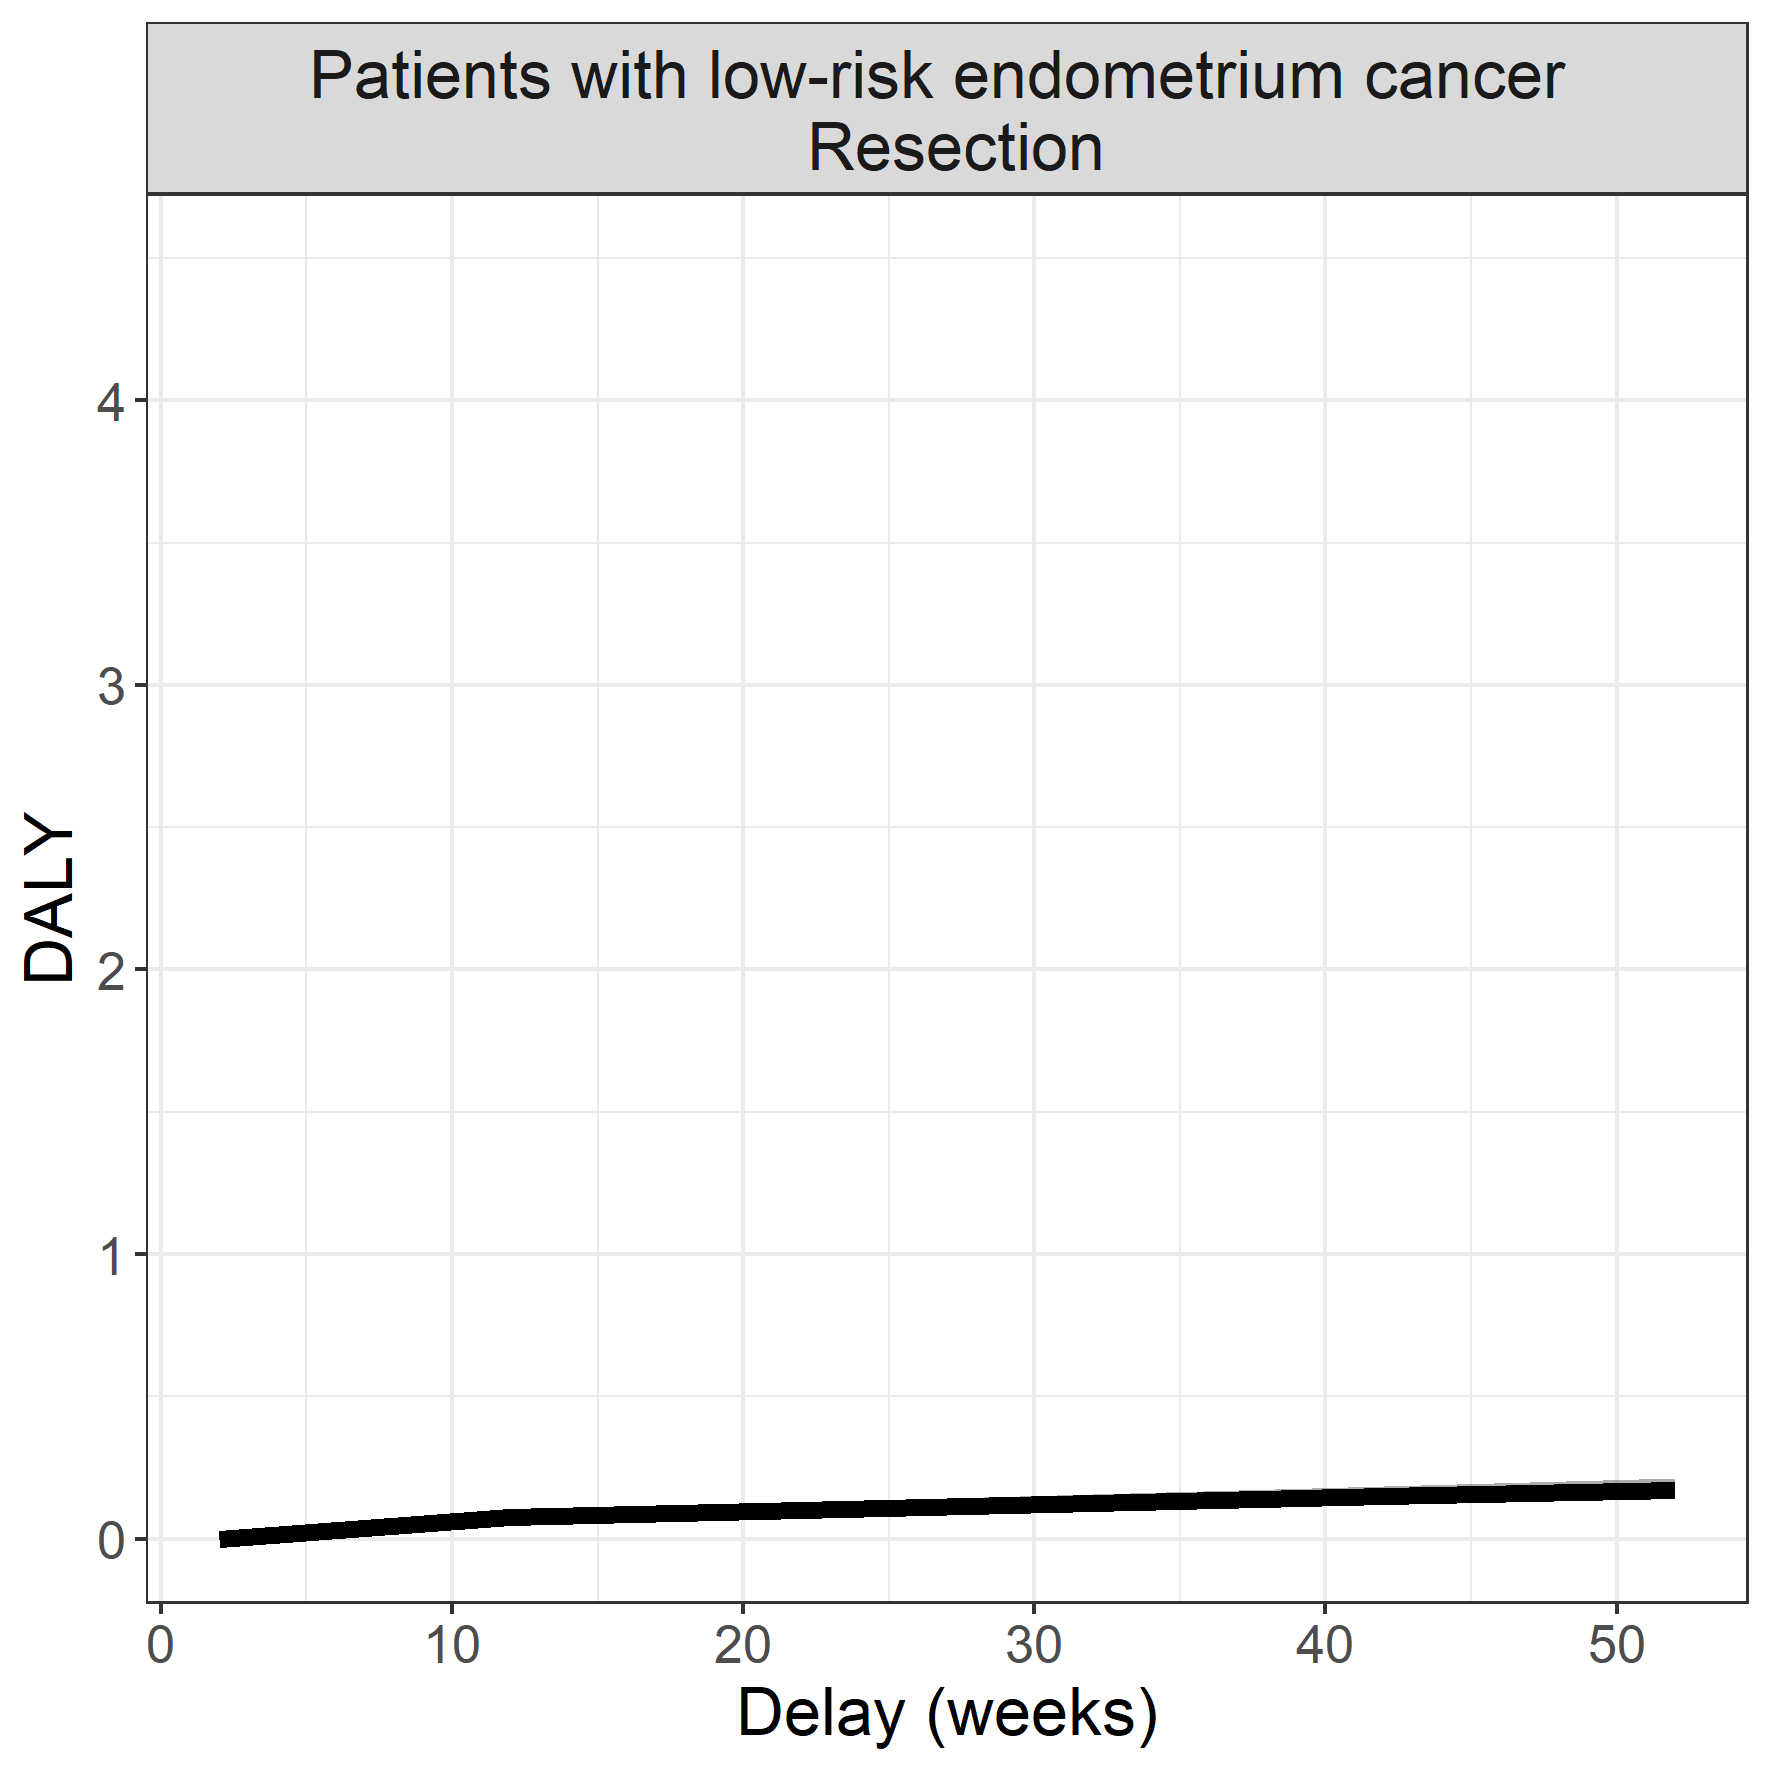 Patients with low-risk endometrium cancer
Resection
DALY
4
3
2
1
0
0 10 20 30 40 50
Delay (weeks)